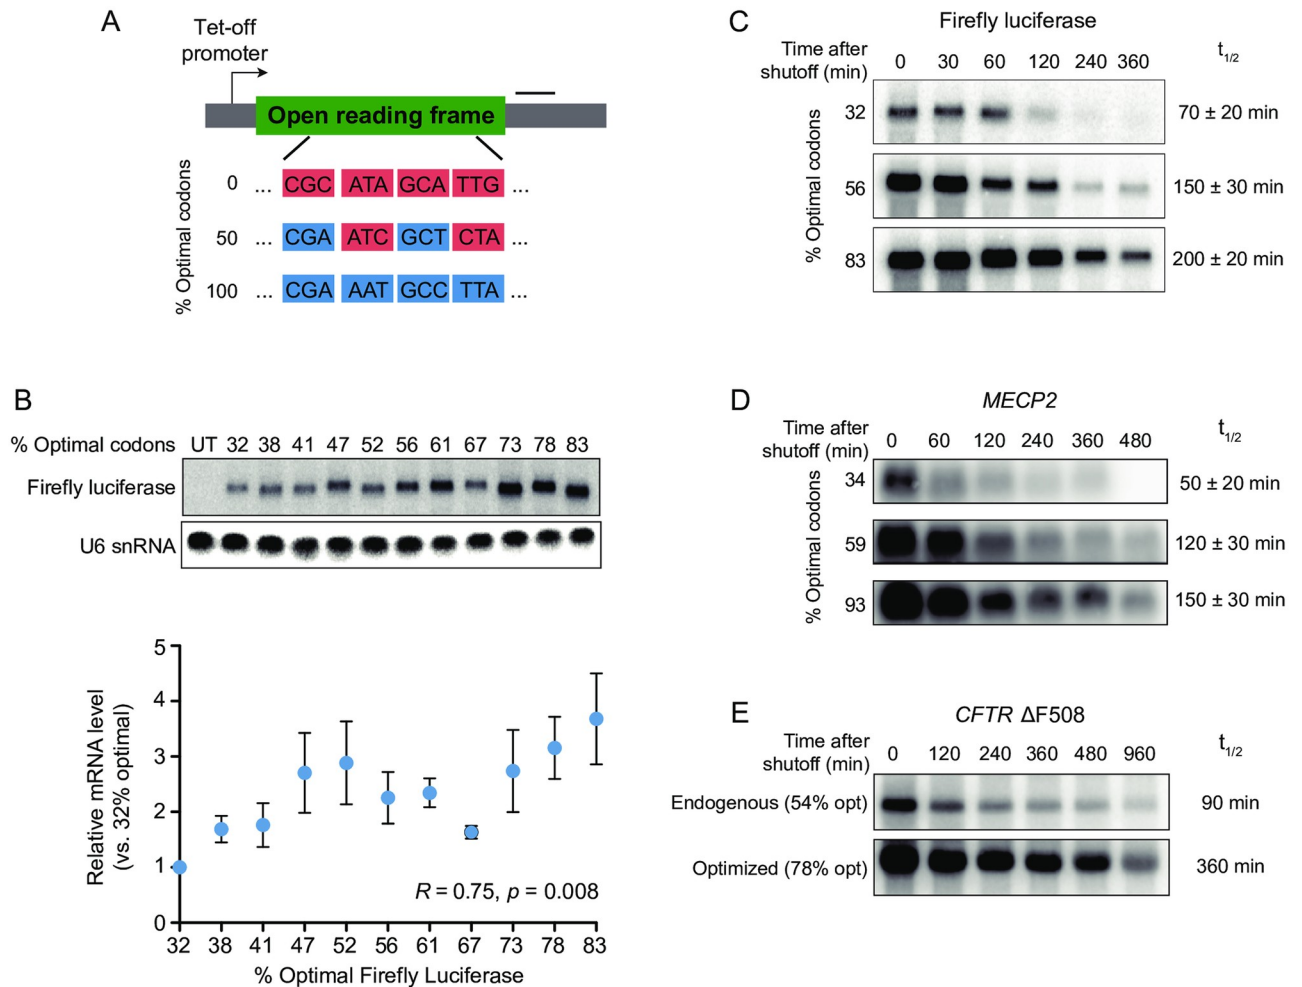 A
Tet-off
promoter
Open reading frame
% Optimal codons
0 ... CGC ATA GCA TTG ...
50 ... CGA ATC GCT CTA ...
100 ... CGA AAT GCC TTA ...
B
% Optimal codons UT 32 38 41 47 52 56 61 67 73 78 83
Firefly luciferase
U6 snRNA
Relative mRNA level
(vs. 32% optimal)
5
4
3
2
1
0
R = 0.75, p = 0.008
32 38 41 47 52 56 61 67 73 78 83
% Optimal Firefly Luciferase
C
Firefly luciferase
Time after
shutoff (min)
0 30 60 120 240 360
t1/2
% Optimal codons
32 70 ± 20 min
56 150 ± 30 min
83 200 ± 20 min
D
MECP2
Time after
shutoff (min)
0 60 120 240 360 480
t1/2
% Optimal codons
34 50 ± 20 min
59 120 ± 30 min
93 150 ± 30 min
E
CFTR ΔF508
Time after
shutoff (min)
0 120 240 360 480 960
t1/2
Endogenous (54% opt) 90 min
Optimized (78% opt) 360 min